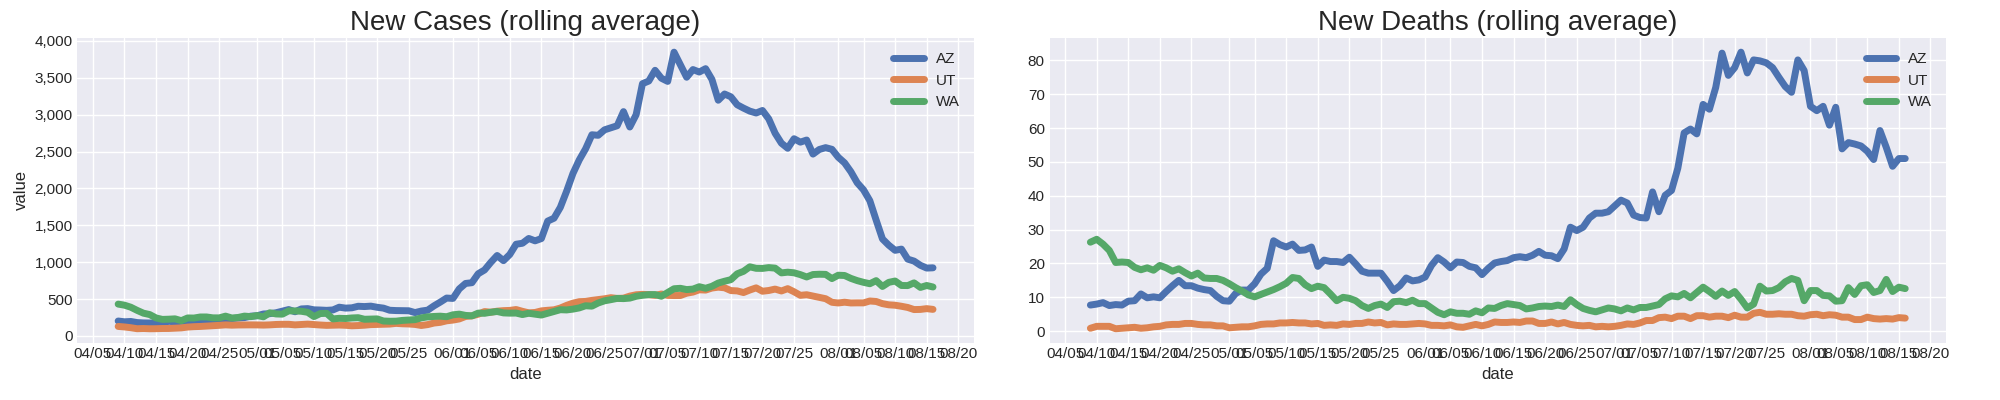 New Cases (rolling average)
4,000
3,500
3,000
2,500
2,000
1,500
1,000
500
0
value
AZ
UT
WA
04/05 04/10 04/15 04/20 04/25 05/01 05/05 05/10 05/15 05/20 05/25 06/01 06/05 06/10 06/15 06/20 06/25 07/01 07/05 07/10 07/15 07/20 07/25 08/01 08/05 08/10 08/15 08/20
date
New Deaths (rolling average)
80
70
60
50
40
30
20
10
0
AZ
UT
WA
04/05 04/10 04/15 04/20 04/25 05/01 05/05 05/10 05/15 05/20 05/25 06/01 06/05 06/10 06/15 06/20 06/25 07/01 07/05 07/10 07/15 07/20 07/25 08/01 08/05 08/10 08/15 08/20
date